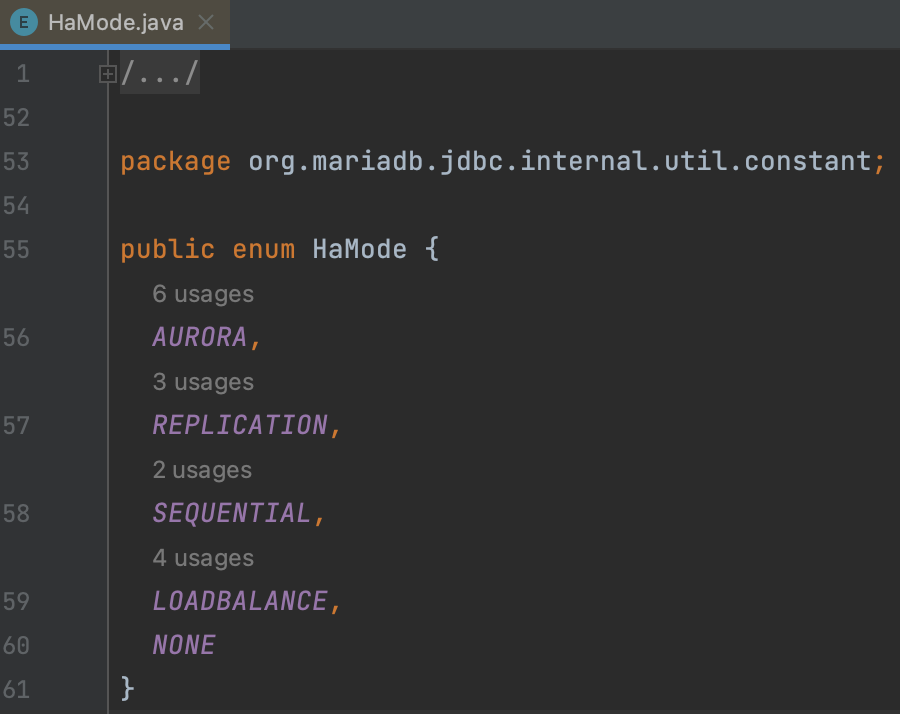 E HaMode.java
1 /.../
52
53 package org.mariadb.jdbc.internal.util.constant;
54
55 public enum HaMode {
6 usages
56 AURORA,
3 usages
57 REPLICATION,
2 usages
58 SEQUENTIAL,
4 usages
59 LOADBALANCE,
60 NONE
61 }